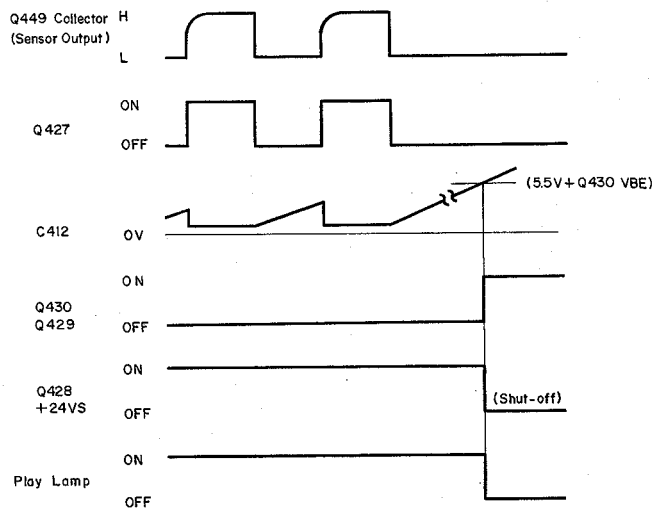 Q449 Collector
(Sensor Output)
H
L
Q427
ON
OFF
C412
OV
(5.5V+Q430 VBE)
Q430
Q429
ON
OFF
Q428
+24VS
ON
OFF
(Shut-off)
Play Lamp
ON
OFF